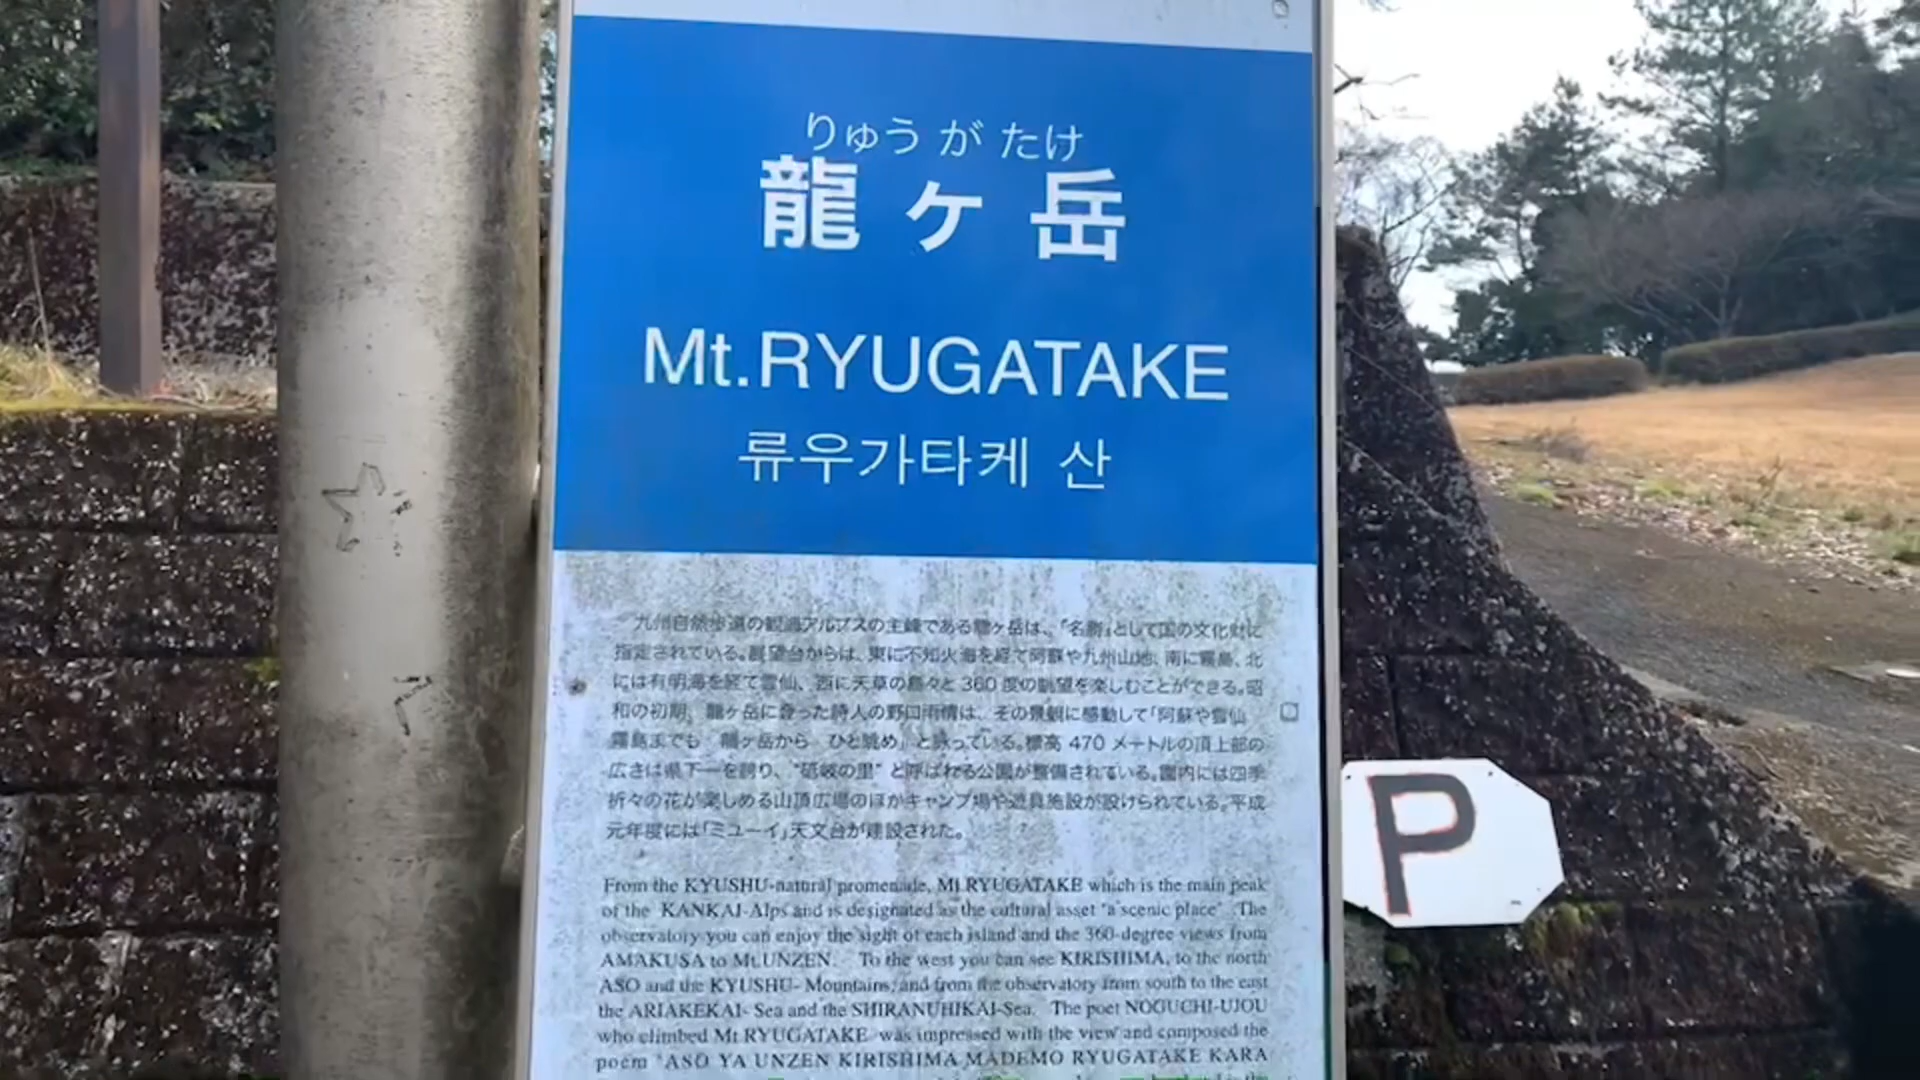 りゅう が たけ
龍ヶ岳
Mt.RYUGATAKE
류우가타케 산
九州自然歩道の観海アルプスの主峰である龍ヶ岳は、「名勝」として国の文化財に
指定されている。展望台からは、東に不知火海を経て阿蘇や九州山地、南に霧島、北
には有明海を経て雲仙、西に天草の島々と 360 度の眺望を楽しむことができる。昭
和の初期、龍ヶ岳に登った詩人の野口雨情は、その景観に感動して「阿蘇や雲仙
霧島までも 龍ヶ岳から ひと眺め」と詠っている。標高 470 メートルの頂上部の
広さは県下一を誇り、“砥岐の里” と呼ばれる公園が整備されている。園内には四季
折々の花が楽しめる山頂広場のほかキャンプ場や遊具施設が設けられている。平成
元年度には「ミューイ」天文台が建設された。
From the KYUSHU-natural promenade, Mt.RYUGATAKE which is the main peak
of the KANKAI-Alps and is designated as the cultural asset "a scenic place". The
observatory you can enjoy the sight of each island and the 360-degree views from
AMAKUSA to Mt.UNZEN. To the west you can see KIRISHIMA, to the north
ASO and the KYUSHU- Mountains, and from the observatory from south to the east
the ARIAKEKAI- Sea and the SHIRANUHIKAI-Sea. The poet NOGUCHI-UJOU
who climbed Mt RYUGATAKE was impressed with the view and composed the
poem "ASO YA UNZEN KIRISHIMA MADEMO RYUGATAKE KARA
P